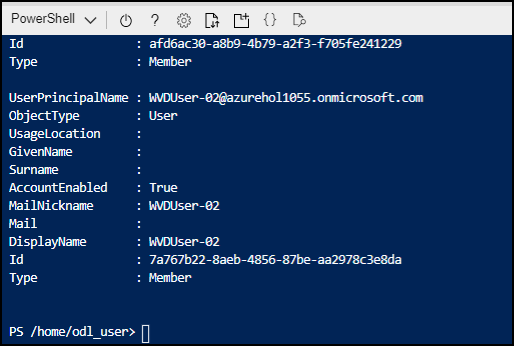 PowerShell
Id : afd6ac30-a8b9-4b79-a2f3-f705fe241229
Type : Member
UserPrincipalName : WVDUser-02@azurehol1055.onmicrosoft.com
ObjectType : User
UsageLocation :
GivenName :
Surname :
AccountEnabled : True
MailNickname : WVDUser-02
Mail :
DisplayName : WVDUser-02
Id : 7a767b22-8aeb-4856-87be-aa2978c3e8da
Type : Member
PS /home/odl_user>